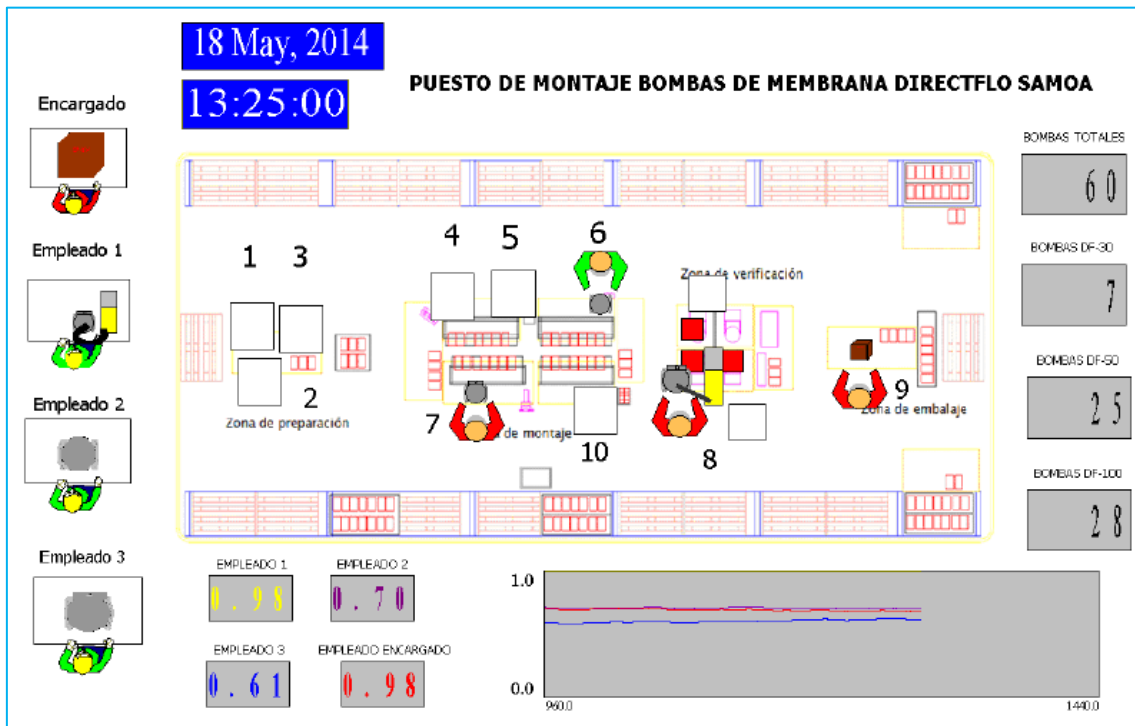 18 May, 2014
13:25:00
PUESTO DE MONTAJE BOMBAS DE MEMBRANA DIRECTFLO SAMOA
Encargado
Empleado 1
Empleado 2
Empleado 3
1
3
4
5
6
Zona de verificación
2
Zona de preparación
7
de montaje
10
8
9
Zona de embalaje
BOMBAS TOTALES
60
BOMBAS DF-30
7
BOMBAS DF-50
25
BOMBAS DF-100
28
EMPLEADO 1
0.98
EMPLEADO 2
0.70
EMPLEADO 3
0.61
EMPLEADO ENCARGADO
0.98
1.0
0.0
960.0
1440.0